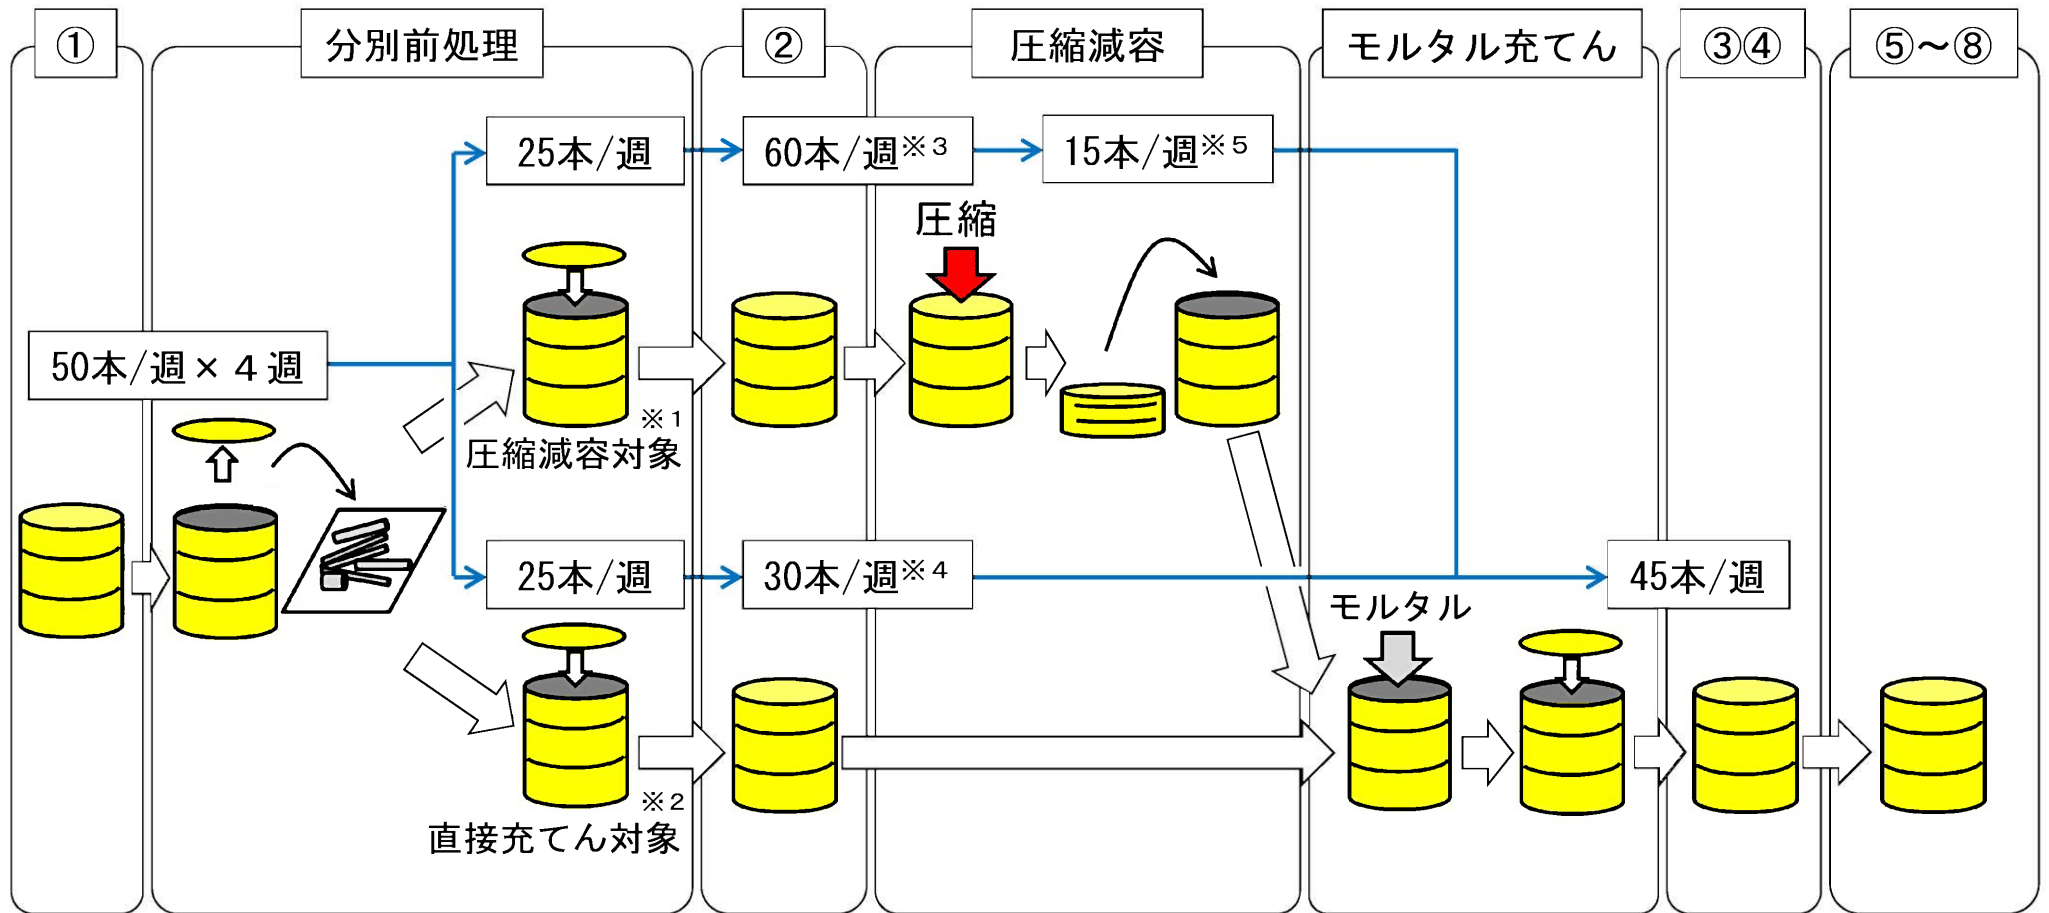 ①
分別前処理
②
圧縮減容
モルタル充てん
③④
⑤～⑧
25本/週
60本/週※３
15本/週※５
圧縮
50本/週×４週
※１
圧縮減容対象
25本/週
30本/週※４
45本/週
モルタル
※２
直接充てん対象